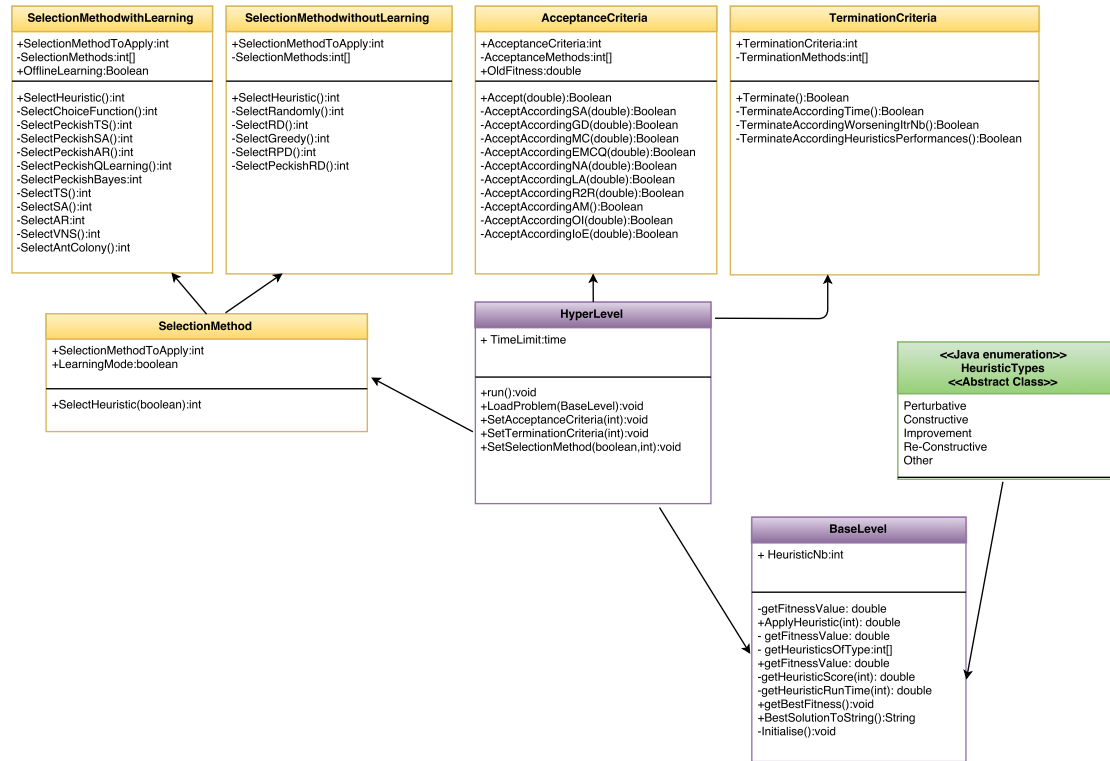 SelectionMethodwithLearning
+SelectionMethodToApply:int
-SelectionMethods:int[]
+OfflineLearning:Boolean
+SelectHeuristic():int
-SelectChoiceFunction():int
-SelectPeckishTS():int
-SelectPeckishSA():int
-SelectPeckishAR():int
-SelectPeckishQLearning():int
-SelectPeckishBayes:int
-SelectTS():int
-SelectSA():int
-SelectAR:int
-SelectVNS():int
-SelectAntColony():int
SelectionMethodwithoutLearning
+SelectionMethodToApply:int
-SelectionMethods:int[]
+SelectHeuristic():int
-SelectRandomly():int
-SelectRD():int
-SelectGreedy():int
-SelectRPD():int
-SelectPeckishRD():int
AcceptanceCriteria
+AcceptanceCriteria:int
-AcceptanceMethods:int[]
+OldFitness:double
+Accept(double):Boolean
-AcceptAccordingSA(double):Boolean
-AcceptAccordingGD(double):Boolean
-AcceptAccordingMC(double):Boolean
-AcceptAccordingEMCQ(double):Boolean
-AcceptAccordingNA(double):Boolean
-AcceptAccordingLA(double):Boolean
-AcceptAccordingR2R(double):Boolean
-AcceptAccordingAM():Boolean
-AcceptAccordingOI(double):Boolean
-AcceptAccordingIoE(double):Boolean
TerminationCriteria
+TerminationCriteria:int
-TerminationMethods:int[]
+Terminate():Boolean
-TerminateAccordingTime():Boolean
-TerminateAccordingWorseningItrNb():Boolean
-TerminateAccordingHeuristicsPerformances():Boolean
SelectionMethod
+SelectionMethodToApply:int
+LearningMode:boolean
+SelectHeuristic(boolean):int
HyperLevel
+ TimeLimit:time
+run():void
+LoadProblem(BaseLevel):void
+SetAcceptanceCriteria(int):void
+SetTerminationCriteria(int):void
+SetSelectionMethod(boolean,int):void
<<Java enumeration>>
HeuristicTypes
<<Abstract Class>>
Perturbative
Constructive
Improvement
Re-Constructive
Other
BaseLevel
+ HeuristicNb:int
-getFitnessValue: double
+ApplyHeuristic(int): double
- getFitnessValue: double
- getHeuristicsOfType:int[]
+getFitnessValue: double
-getHeuristicScore(int): double
-getHeuristicRunTime(int): double
+getBestFitness():void
+BestSolutionToString():String
-Initialise():void